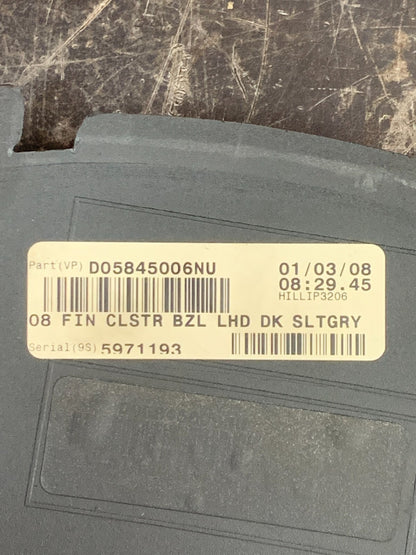 Part(VP) D05845006NU 01/03/08
08:29.45
HILLIP3206
08 FIN CLSTR BZL LHD DK SLTGRY
Serial(9S) 5971193